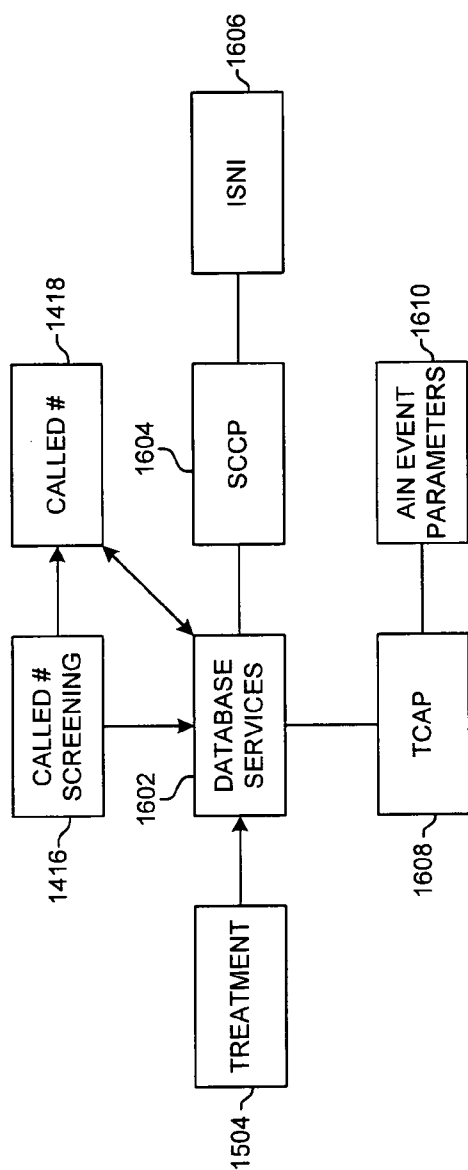 1606
ISNI
1418
CALLED #
1604
SCCP
1610
AIN EVENT
PARAMETERS
CALLED #
SCREENING
1416
1602
DATABASE
SERVICES
TCAP
1608
TREATMENT
1504